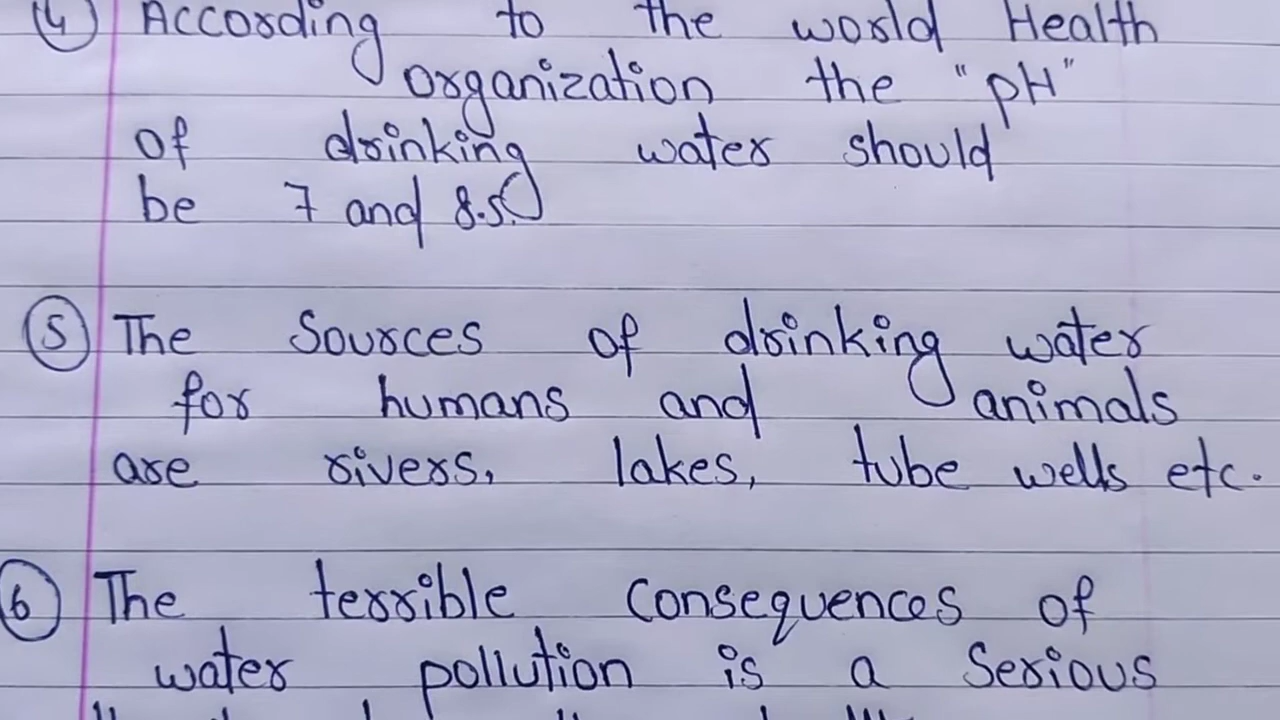 4 According to the world Health
organization the "pH"
of drinking water should
be 7 and 8.5.
5 The Sources of drinking water
for humans and animals
are rivers, lakes, tube wells etc.
6 The terrible Consequences of
water pollution is a Serious